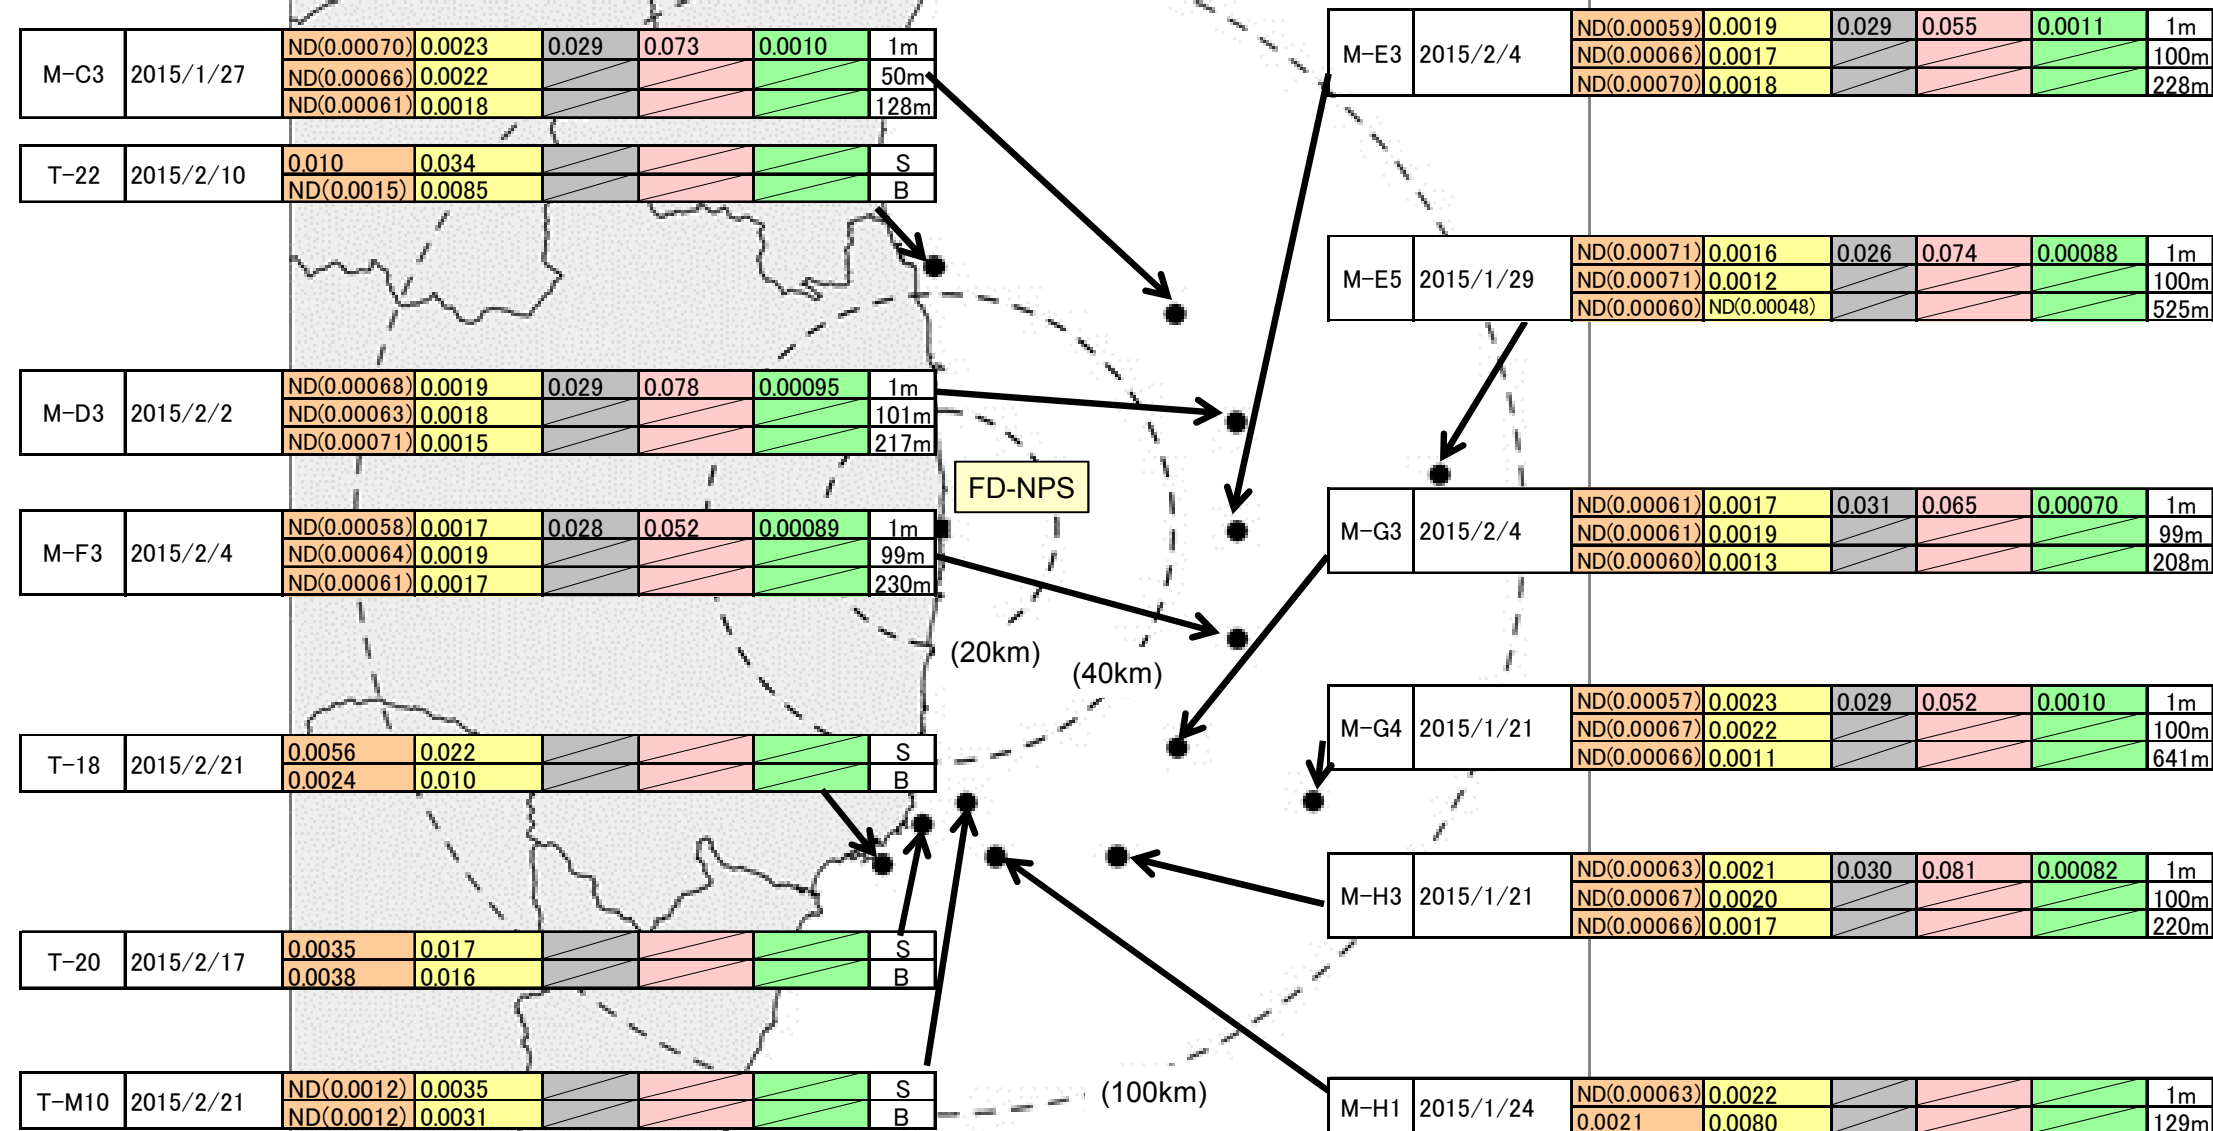 M-C3 2015/1/27 ND(0.00070) 0.0023 0.029 0.073 0.0010 1m
ND(0.00066) 0.0022 50m
ND(0.00061) 0.0018 128m
T-22 2015/2/10 0.010 0.034 S
ND(0.0015) 0.0085 B
M-D3 2015/2/2 ND(0.00068) 0.0019 0.029 0.078 0.00095 1m
ND(0.00063) 0.0018 101m
ND(0.00071) 0.0015 217m
M-F3 2015/2/4 ND(0.00058) 0.0017 0.028 0.052 0.00089 1m
ND(0.00064) 0.0019 99m
ND(0.00061) 0.0017 230m
T-18 2015/2/21 0.0056 0.022 S
0.0024 0.010 B
T-20 2015/2/17 0.0035 0.017 S
0.0038 0.016 B
T-M10 2015/2/21 ND(0.0012) 0.0035 S
ND(0.0012) 0.0031 B
FD-NPS
(20km)
(40km)
(100km)
M-E3 2015/2/4 ND(0.00059) 0.0019 0.029 0.055 0.0011 1m
ND(0.00066) 0.0017 100m
ND(0.00070) 0.0018 228m
M-E5 2015/1/29 ND(0.00071) 0.0016 0.026 0.074 0.00088 1m
ND(0.00071) 0.0012 100m
ND(0.00060) ND(0.00048) 525m
M-G3 2015/2/4 ND(0.00061) 0.0017 0.031 0.065 0.00070 1m
ND(0.00061) 0.0019 99m
ND(0.00060) 0.0013 208m
M-G4 2015/1/21 ND(0.00057) 0.0023 0.029 0.052 0.0010 1m
ND(0.00067) 0.0022 100m
ND(0.00066) 0.0011 641m
M-H3 2015/1/21 ND(0.00063) 0.0021 0.030 0.081 0.00082 1m
ND(0.00067) 0.0020 100m
ND(0.00066) 0.0017 220m
M-H1 2015/1/24 ND(0.00063) 0.0022 1m
0.0021 0.0080 129m